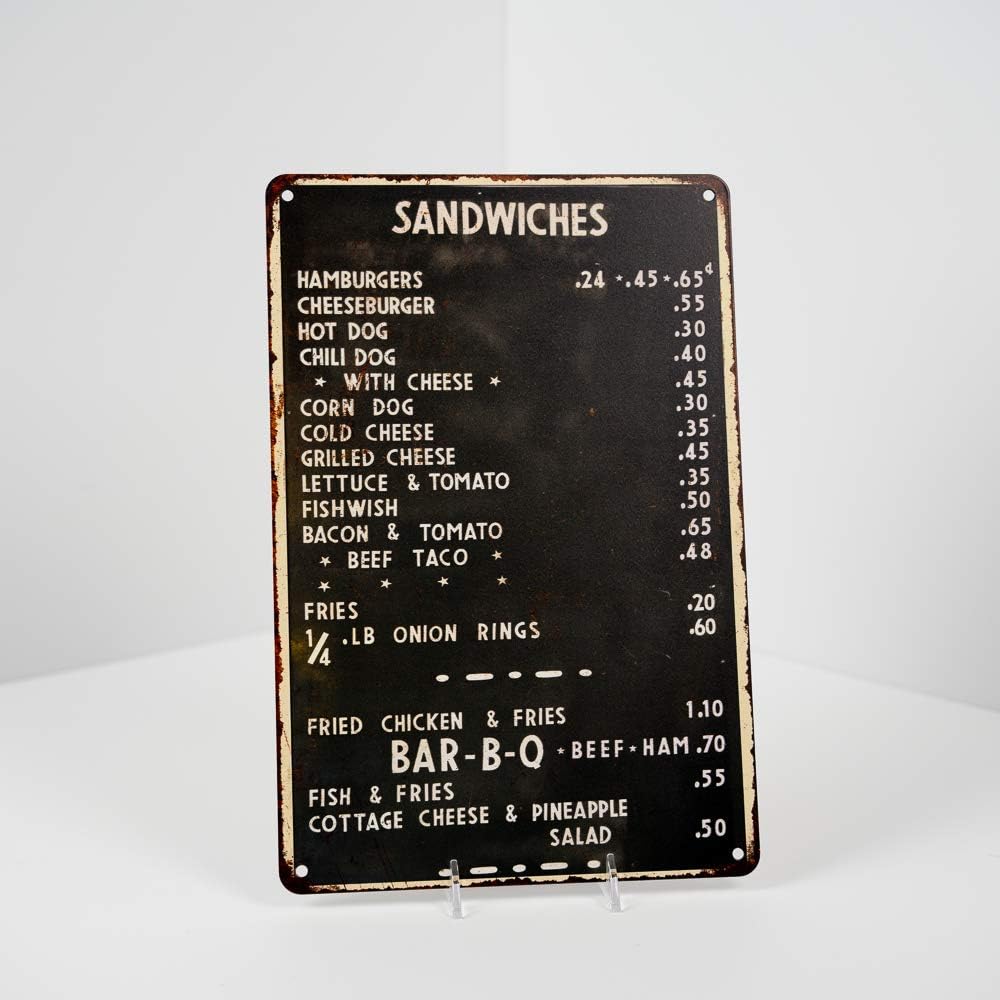 SANDWICHES
HAMBURGERS .24 ★ .45 ★ .65¢
CHEESEBURGER .55
HOT DOG .30
CHILI DOG .40
★ WITH CHEESE ★ .45
CORN DOG .30
COLD CHEESE .35
GRILLED CHEESE .45
LETTUCE & TOMATO .35
FISHWISH .50
BACON & TOMATO .65
★ BEEF TACO ★ .48
★ ★ ★ ★
FRIES .20
1/4 .LB ONION RINGS .60
FRIED CHICKEN & FRIES 1.10
BAR-B-Q ★ BEEF ★ HAM .70
FISH & FRIES .55
COTTAGE CHEESE & PINEAPPLE
SALAD .50